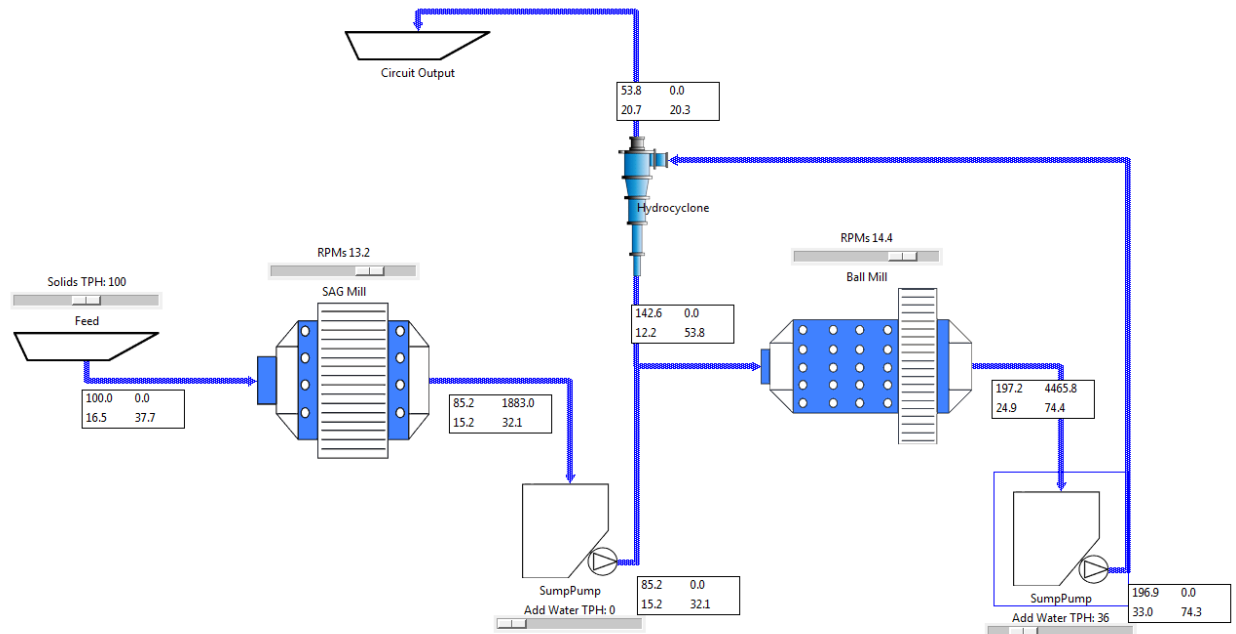 Circuit Output
53.8 0.0
20.7 20.3
Hydrocyclone
RPMs 13.2
SAG Mill
RPMs 14.4
Ball Mill
Solids TPH: 100
Feed
100.0 0.0
16.5 37.7
85.2 1883.0
15.2 32.1
142.6 0.0
12.2 53.8
197.2 4465.8
24.9 74.4
SumpPump
Add Water TPH: 0
85.2 0.0
15.2 32.1
SumpPump
Add Water TPH: 36
196.9 0.0
33.0 74.3